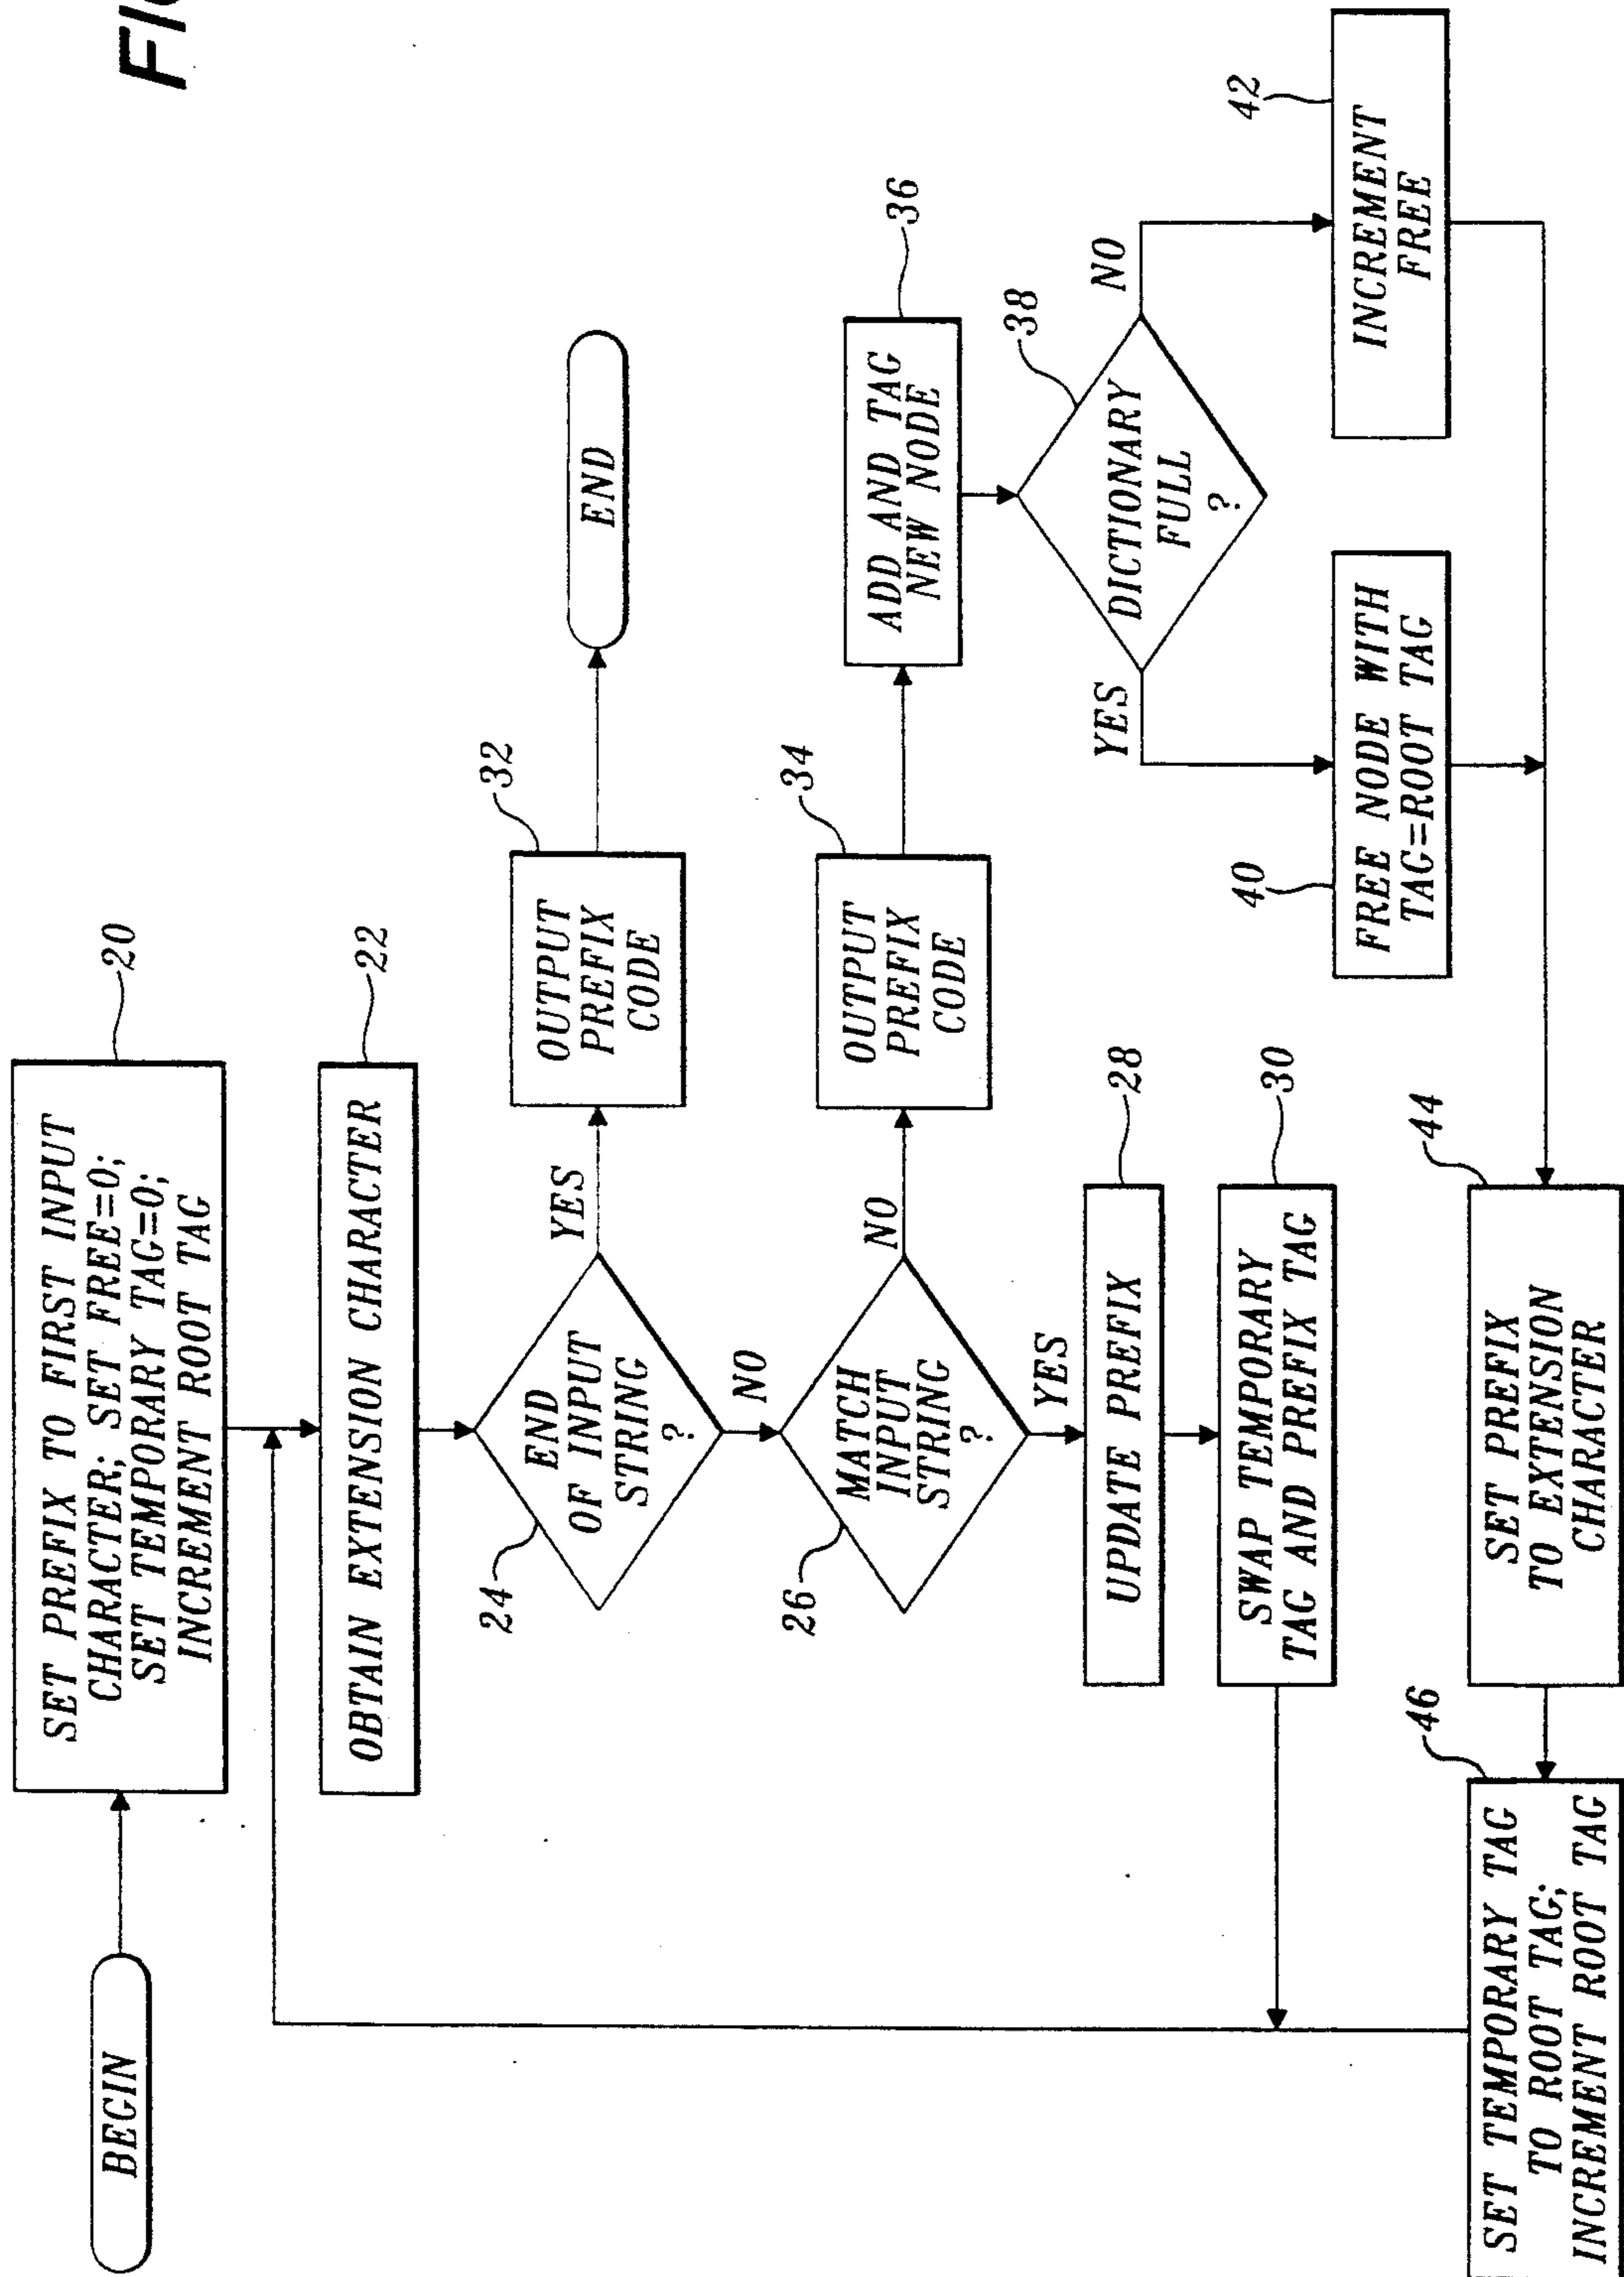 BEGIN
SET PREFIX TO FIRST INPUT
CHARACTER; SET FREE=0;
SET TEMPORARY TAG=0;
INCREMENT ROOT TAG
20
OBTAIN EXTENSION CHARACTER
22
24
END
OF INPUT
STRING
?
YES
NO
OUTPUT
PREFIX
CODE
32
END
26
MATCH
INPUT
STRING
?
NO
YES
OUTPUT
PREFIX
CODE
34
ADD AND TAG
NEW NODE
36
UPDATE PREFIX
28
SWAP TEMPORARY
TAG AND PREFIX TAG
30
DICTIONARY
FULL
?
38
YES
NO
40
FREE NODE WITH
TAG=ROOT TAG
INCREMENT
FREE
42
SET PREFIX
TO EXTENSION
CHARACTER
44
SET TEMPORARY TAG
TO ROOT TAG;
INCREMENT ROOT TAG
46